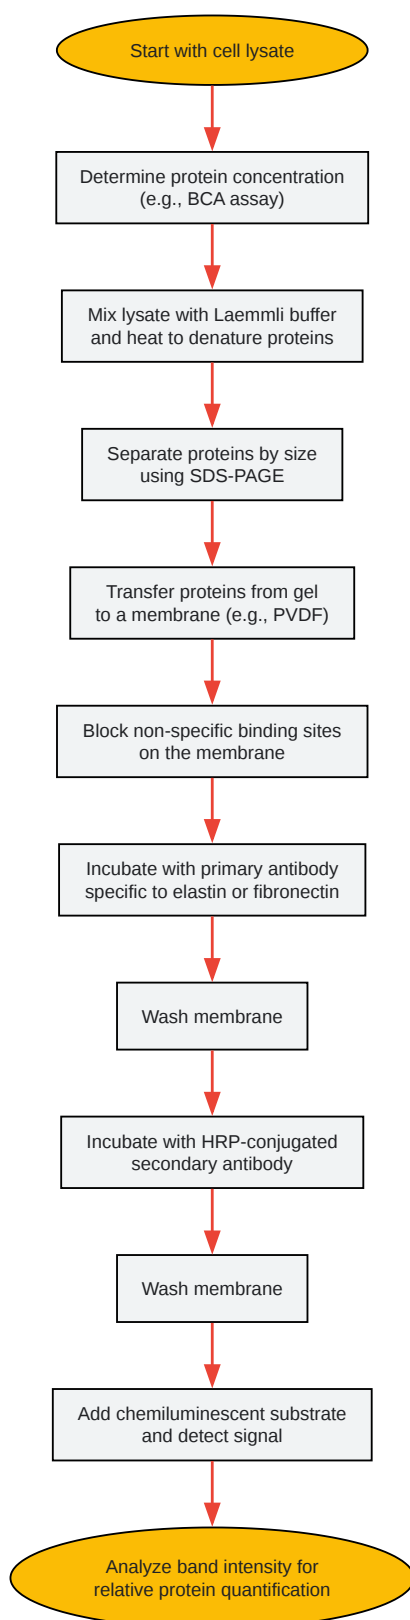 Start with cell lysate
Determine protein concentration
(e.g., BCA assay)
Mix lysate with Laemmli buffer
and heat to denature proteins
Separate proteins by size
using SDS-PAGE
Transfer proteins from gel
to a membrane (e.g., PVDF)
Block non-specific binding sites
on the membrane
Incubate with primary antibody
specific to elastin or fibronectin
Wash membrane
Incubate with HRP-conjugated
secondary antibody
Wash membrane
Add chemiluminescent substrate
and detect signal
Analyze band intensity for
relative protein quantification